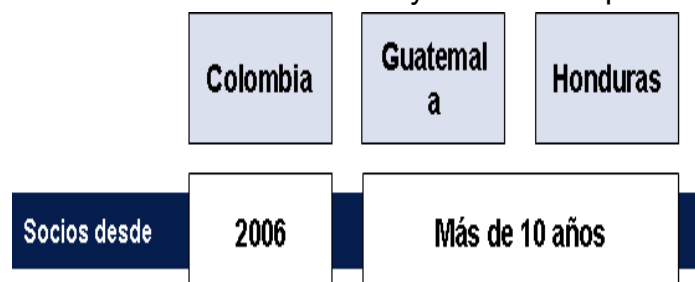 Colombia
Guatemal
a
Honduras
Socios desde
2006
Más de 10 años